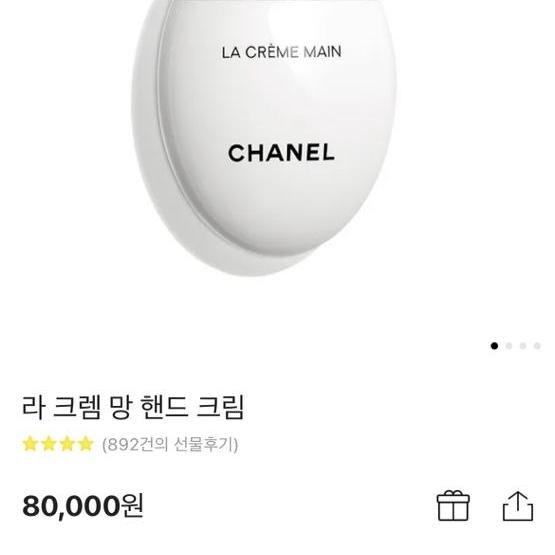 LA CRÈME MAIN
CHANEL
라 크렘 망 핸드 크림
(892건의 선물후기)
80,000원